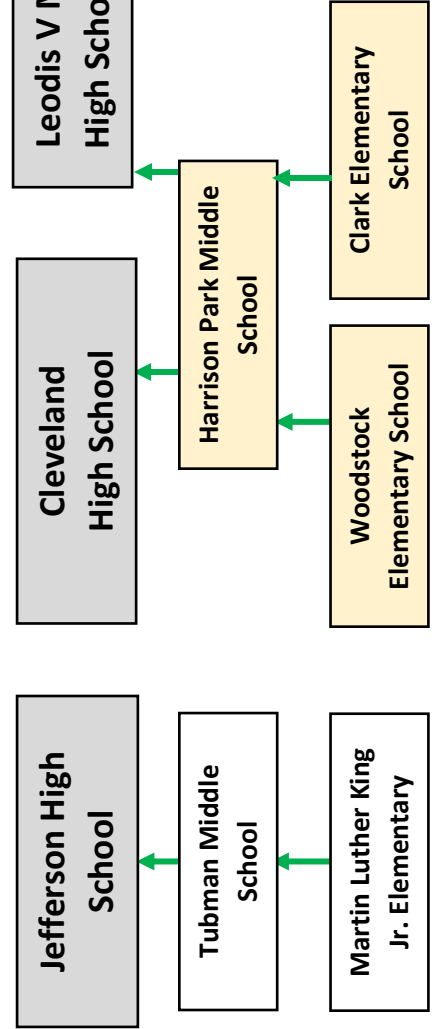 Jefferson High
School
Cleveland
High School
Leodis V
High
Tubman Middle
School
Harrison Park Middle
School
Martin Luther King
Jr. Elementary
Woodstock
Elementary School
Clark Elementary
School